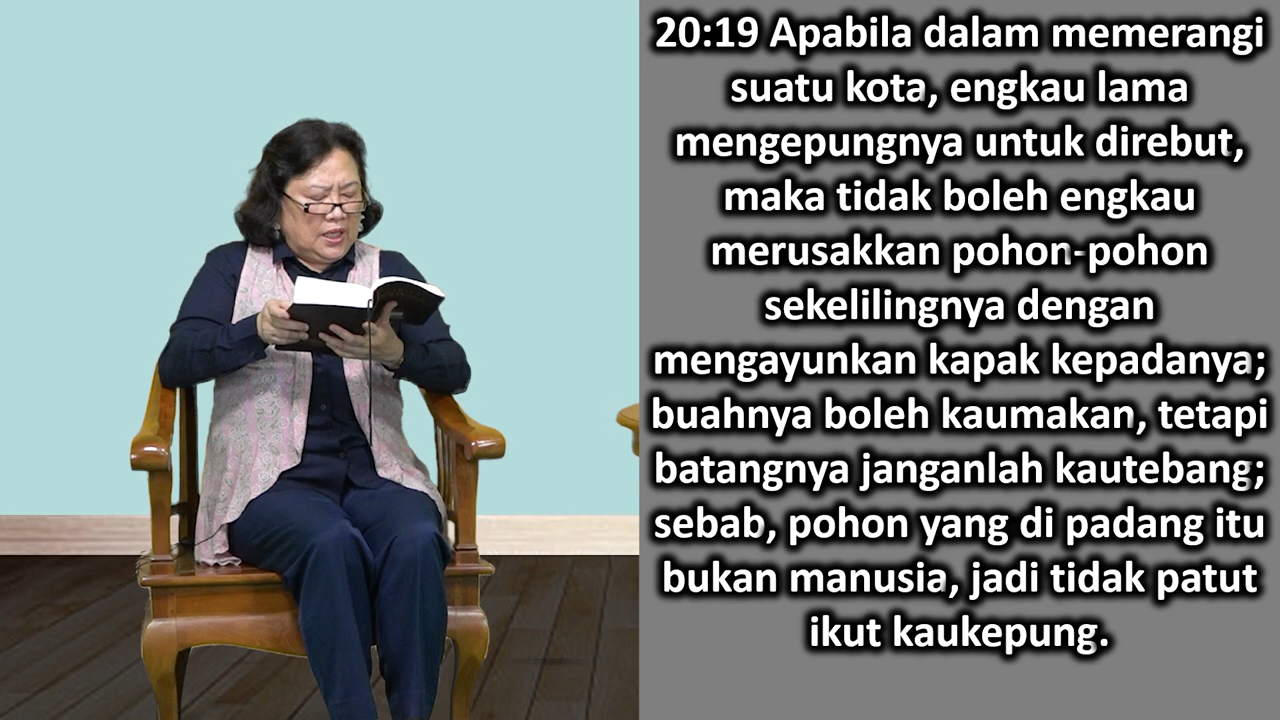 20:19 Apabila dalam memerangi
suatu kota, engkau lama
mengepungnya untuk direbut,
maka tidak boleh engkau
merusakkan pohon-pohon
sekelilingnya dengan
mengayunkan kapak kepadanya;
buahnya boleh kaumakan, tetapi
batangnya janganlah kautebang;
sebab, pohon yang di padang itu
bukan manusia, jadi tidak patut
ikut kaukepung.